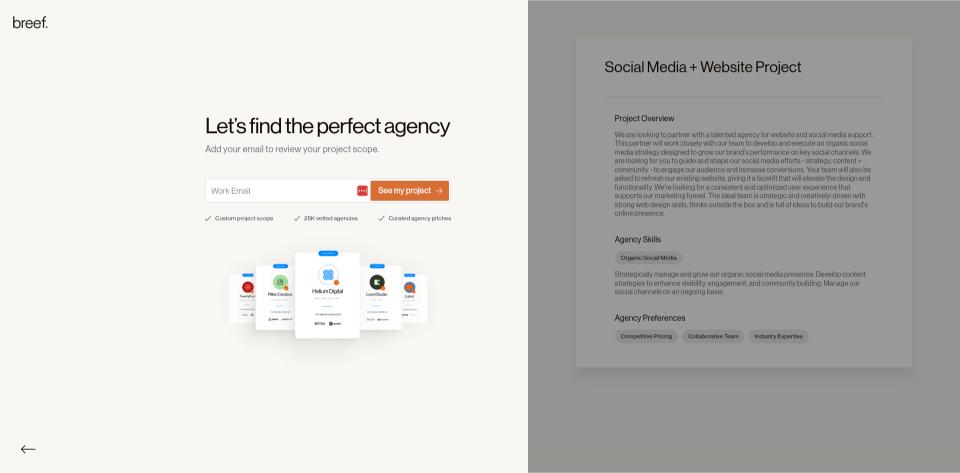 breef.
Let's find the perfect agency
Add your email to review your project scope.
Work Email
See my project
Custom project scope
25K vetted agencies
Curated agency pitches
Helium Digital
Social Media + Website Project
Project Overview
We are looking to partner with a talented agency for website and social media support.
This partner will work closely with our team to develop and execute an organic social
media strategy designed to grow our brand's performance on key social channels. We
are looking for you to guide and shape our social media efforts - strategy, content +
community - to engage our audience and increase conversions. Your team will also be
asked to refresh our existing website, giving it a facelift that will elevate the design and
functionality. We're looking for a consistent and optimized user experience that
supports our marketing funnel. The ideal team is strategic and creatively-driven with
strong web design skills, thinks outside the box and is full of ideas to build our brand's
online presence.
Agency Skills
Organic Social Media
Strategically manage and grow our organic social media presence. Develop content
strategies to enhance visibility, engagement, and community building. Manage our
social channels on an ongoing basis.
Agency Preferences
Competitive Pricing
Collaborative Team
Industry Expertise